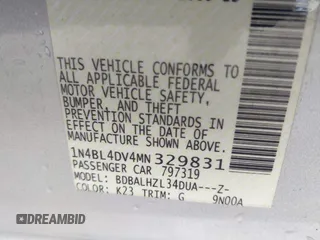 THIS VEHICLE CONFORMS TO
ALL APPLICABLE FEDERAL
MOTOR VEHICLE SAFETY,
BUMPER, AND THEFT
PREVENTION STANDARDS IN
EFFECT ON THE DATE OF
MANUFACTURE SHOWN ABOVE.
1N4BL4DV4MN329831
PASSENGER CAR 797319
MODEL: BDBALHZL34DUA---Z-
COLOR: K23 TRIM: G 9N00A
DREAMBID